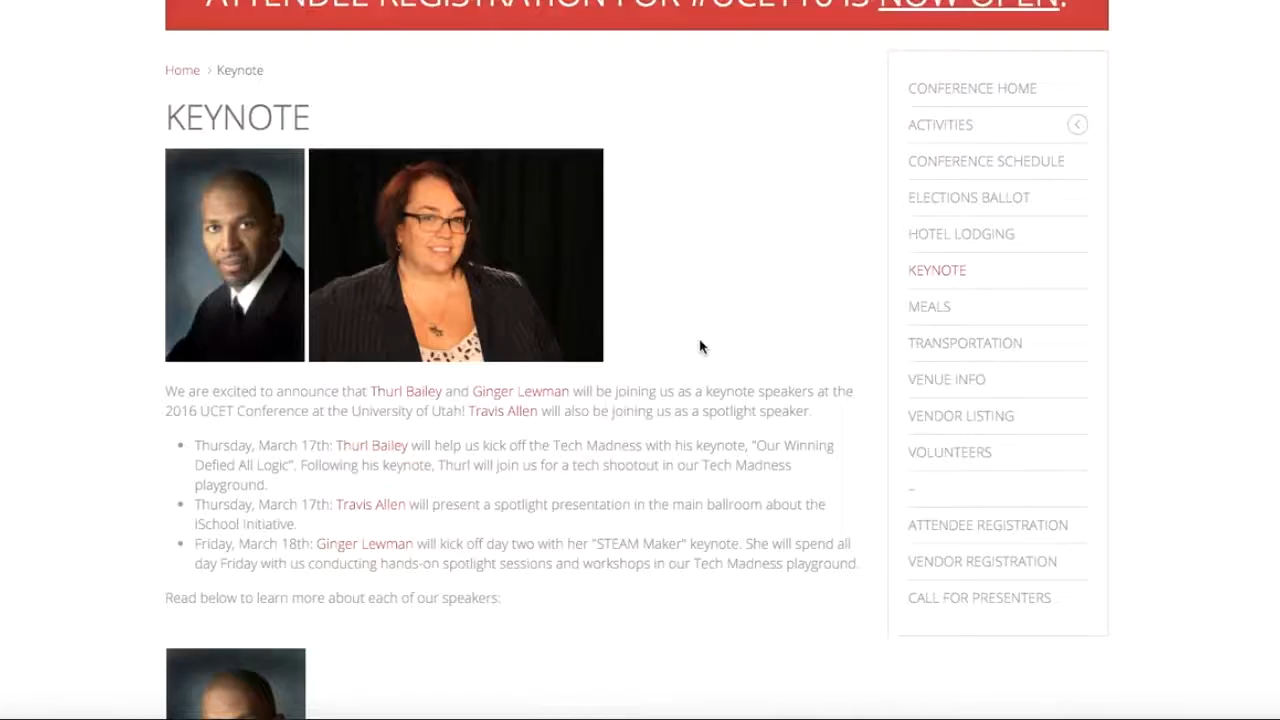 ATTENDEE REGISTRATION FOR #UCET16 IS NOW OPEN!
Home > Keynote
KEYNOTE
We are excited to announce that Thurl Bailey and Ginger Lewman will be joining us as a keynote speakers at the
2016 UCET Conference at the University of Utah! Travis Allen will also be joining us as a spotlight speaker.
• Thursday, March 17th: Thurl Bailey will help us kick off the Tech Madness with his keynote, "Our Winning
Defied All Logic". Following his keynote, Thurl will join us for a tech shootout in our Tech Madness
playground.
• Thursday, March 17th: Travis Allen will present a spotlight presentation in the main ballroom about the
iSchool Initiative.
• Friday, March 18th: Ginger Lewman will kick off day two with her "STEAM Maker" keynote. She will spend all
day Friday with us conducting hands-on spotlight sessions and workshops in our Tech Madness playground.
Read below to learn more about each of our speakers:
CONFERENCE HOME
ACTIVITIES
CONFERENCE SCHEDULE
ELECTIONS BALLOT
HOTEL LODGING
KEYNOTE
MEALS
TRANSPORTATION
VENUE INFO
VENDOR LISTING
VOLUNTEERS
–
ATTENDEE REGISTRATION
VENDOR REGISTRATION
CALL FOR PRESENTERS